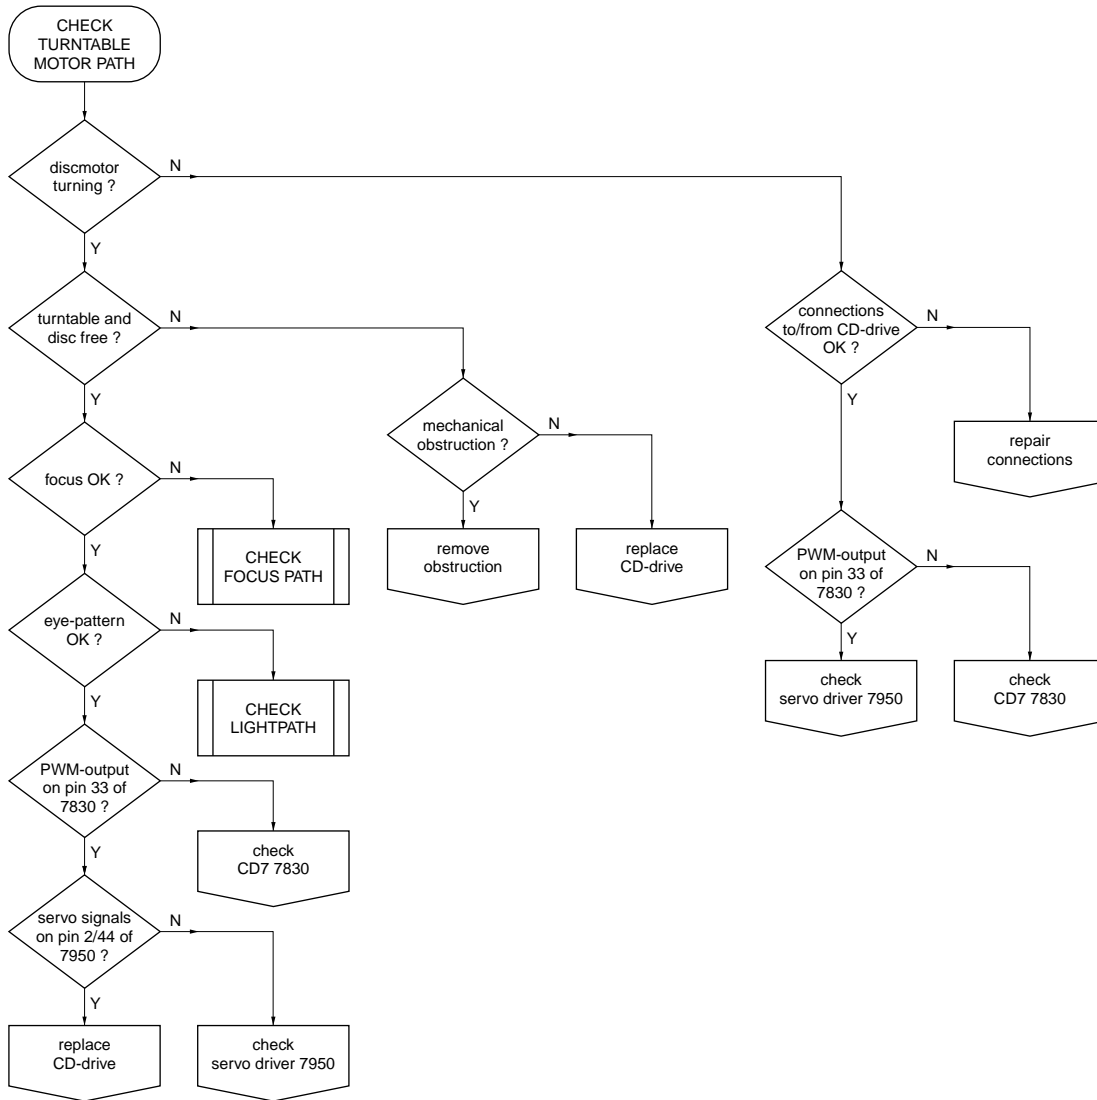 CHECK
TURNTABLE
MOTOR PATH
discmotor
turning ?
N
Y
turntable and
disc free ?
N
Y
connections
to/from CD-drive
OK ?
N
Y
mechanical
obstruction ?
N
Y
repair
connections
focus OK ?
N
Y
CHECK
FOCUS PATH
remove
obstruction
replace
CD-drive
PWM-output
on pin 33 of
7830 ?
N
Y
eye-pattern
OK ?
N
Y
CHECK
LIGHTPATH
check
servo driver 7950
check
CD7 7830
PWM-output
on pin 33 of
7830 ?
N
Y
check
CD7 7830
servo signals
on pin 2/44 of
7950 ?
N
Y
replace
CD-drive
check
servo driver 7950